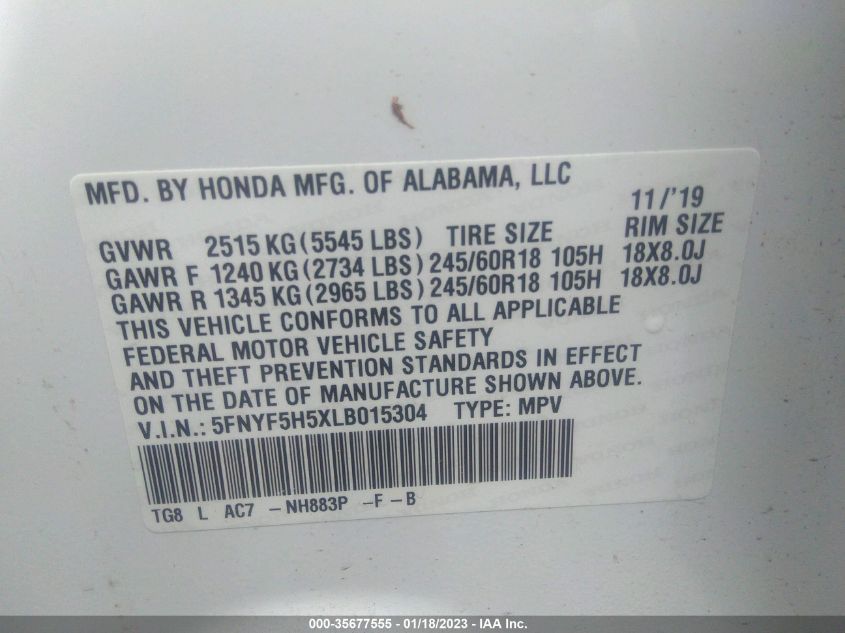 MFD. BY HONDA MFG. OF ALABAMA, LLC
11/'19
GVWR 2515 KG (5545 LBS) TIRE SIZE RIM SIZE
GAWR F 1240 KG (2734 LBS) 245/60R18 105H 18X8.0J
GAWR R 1345 KG (2965 LBS) 245/60R18 105H 18X8.0J
THIS VEHICLE CONFORMS TO ALL APPLICABLE
FEDERAL MOTOR VEHICLE SAFETY
AND THEFT PREVENTION STANDARDS IN EFFECT
ON THE DATE OF MANUFACTURE SHOWN ABOVE.
V.I.N.: 5FNYF5H5XLB015304 TYPE: MPV
TG8 L AC7 -NH883P -F-B
000-35677555 - 01/18/2023 - IAA Inc.